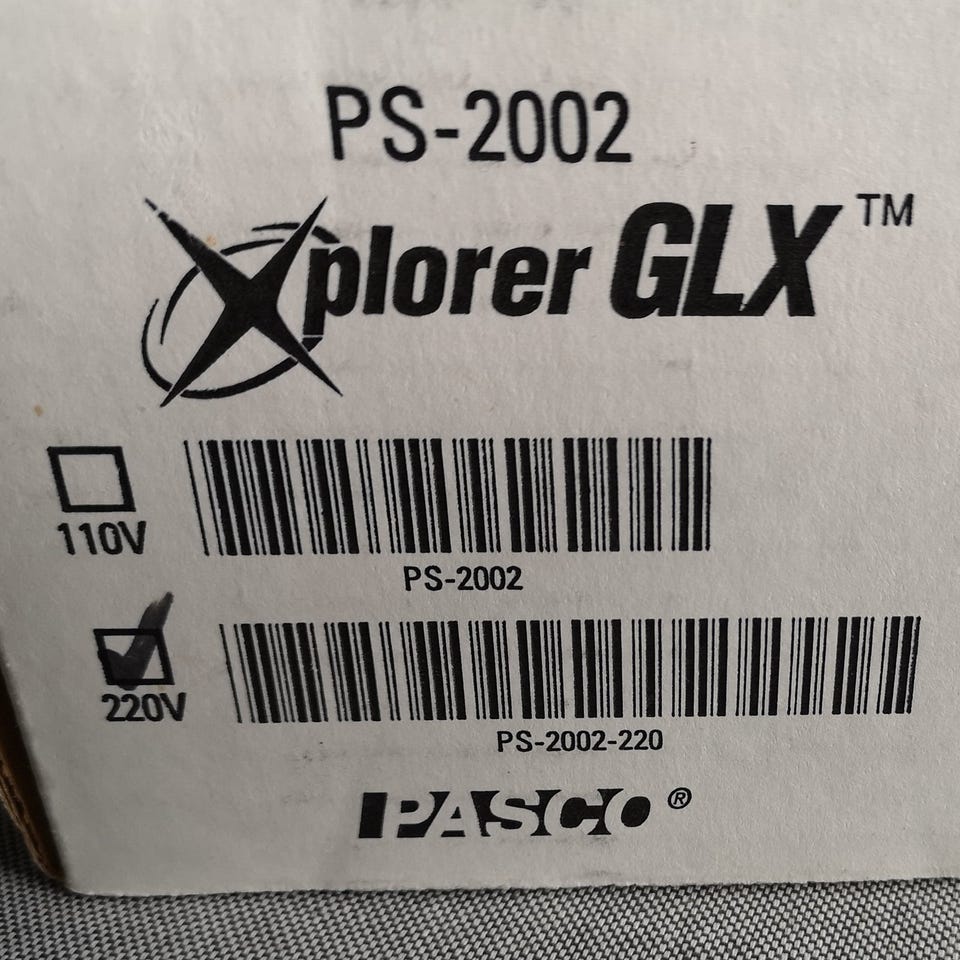 PS-2002
Xplorer GLX™
110V
PS-2002
220V
PS-2002-220
PASCO®